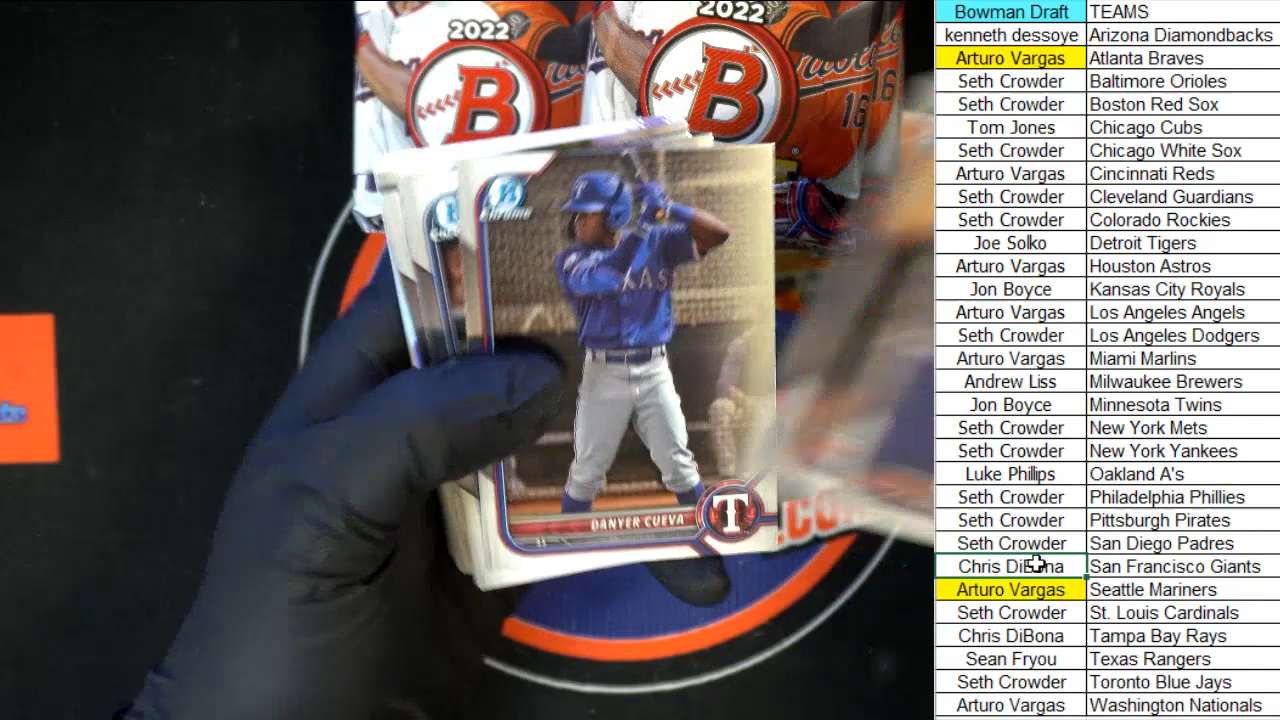 2022
2022
B
B
16
16
CHROME
DANYER CUEVA
T
.CO
Bowman Draft TEAMS
kenneth dessoye Arizona Diamondbacks
Arturo Vargas Atlanta Braves
Seth Crowder Baltimore Orioles
Seth Crowder Boston Red Sox
Tom Jones Chicago Cubs
Seth Crowder Chicago White Sox
Arturo Vargas Cincinnati Reds
Seth Crowder Cleveland Guardians
Seth Crowder Colorado Rockies
Joe Solko Detroit Tigers
Arturo Vargas Houston Astros
Jon Boyce Kansas City Royals
Arturo Vargas Los Angeles Angels
Seth Crowder Los Angeles Dodgers
Arturo Vargas Miami Marlins
Andrew Liss Milwaukee Brewers
Jon Boyce Minnesota Twins
Seth Crowder New York Mets
Seth Crowder New York Yankees
Luke Philips Oakland A's
Seth Crowder Philadelphia Phillies
Seth Crowder Pittsburgh Pirates
Seth Crowder San Diego Padres
Chris DiBona San Francisco Giants
Arturo Vargas Seattle Mariners
Seth Crowder St. Louis Cardinals
Chris DiBona Tampa Bay Rays
Sean Fryou Texas Rangers
Seth Crowder Toronto Blue Jays
Arturo Vargas Washington Nationals